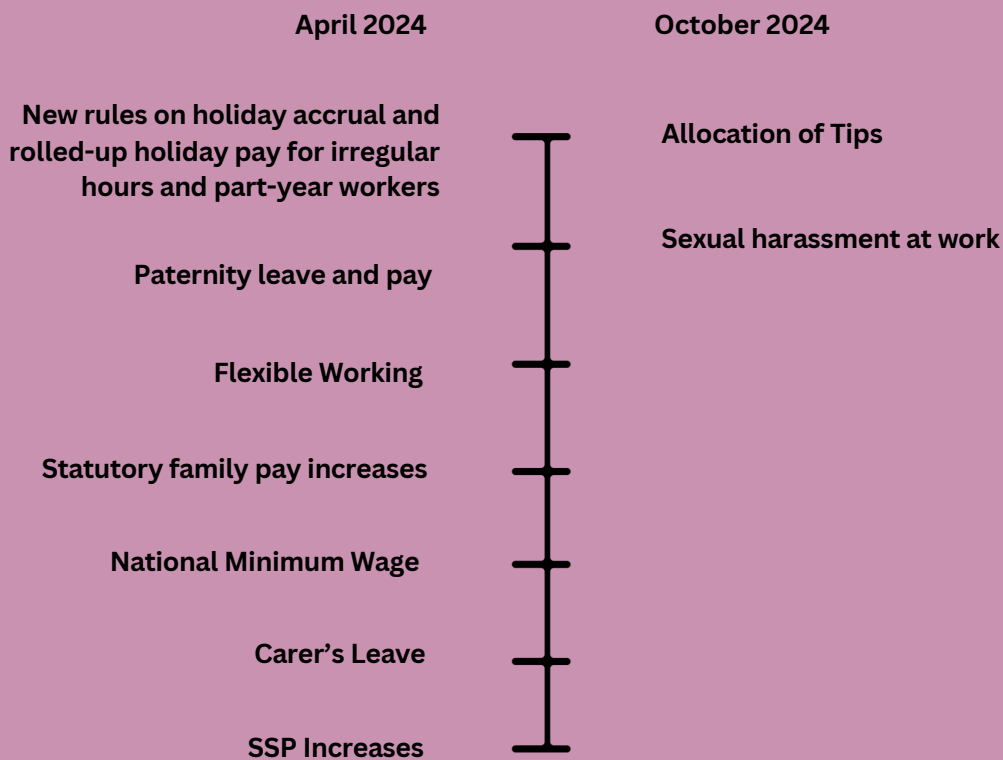 April 2024
New rules on holiday accrual and
rolled-up holiday pay for irregular
hours and part-year workers
Paternity leave and pay
Flexible Working
Statutory family pay increases
National Minimum Wage
Carer’s Leave
SSP Increases
October 2024
Allocation of Tips
Sexual harassment at work